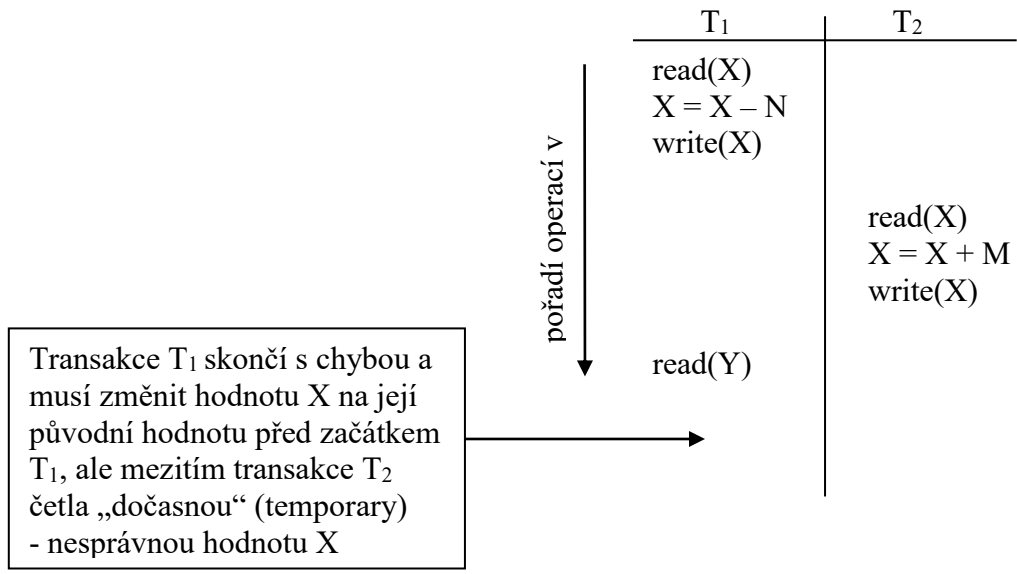 T₁ T₂
read(X)
X = X – N
write(X)
read(X)
X = X + M
write(X)
read(Y)
pořadí operací v
Transakce T₁ skončí s chybou a
musí změnit hodnotu X na její
původní hodnotu před začátkem
T₁, ale mezitím transakce T₂
četla „dočasnou“ (temporary)
- nesprávnou hodnotu X